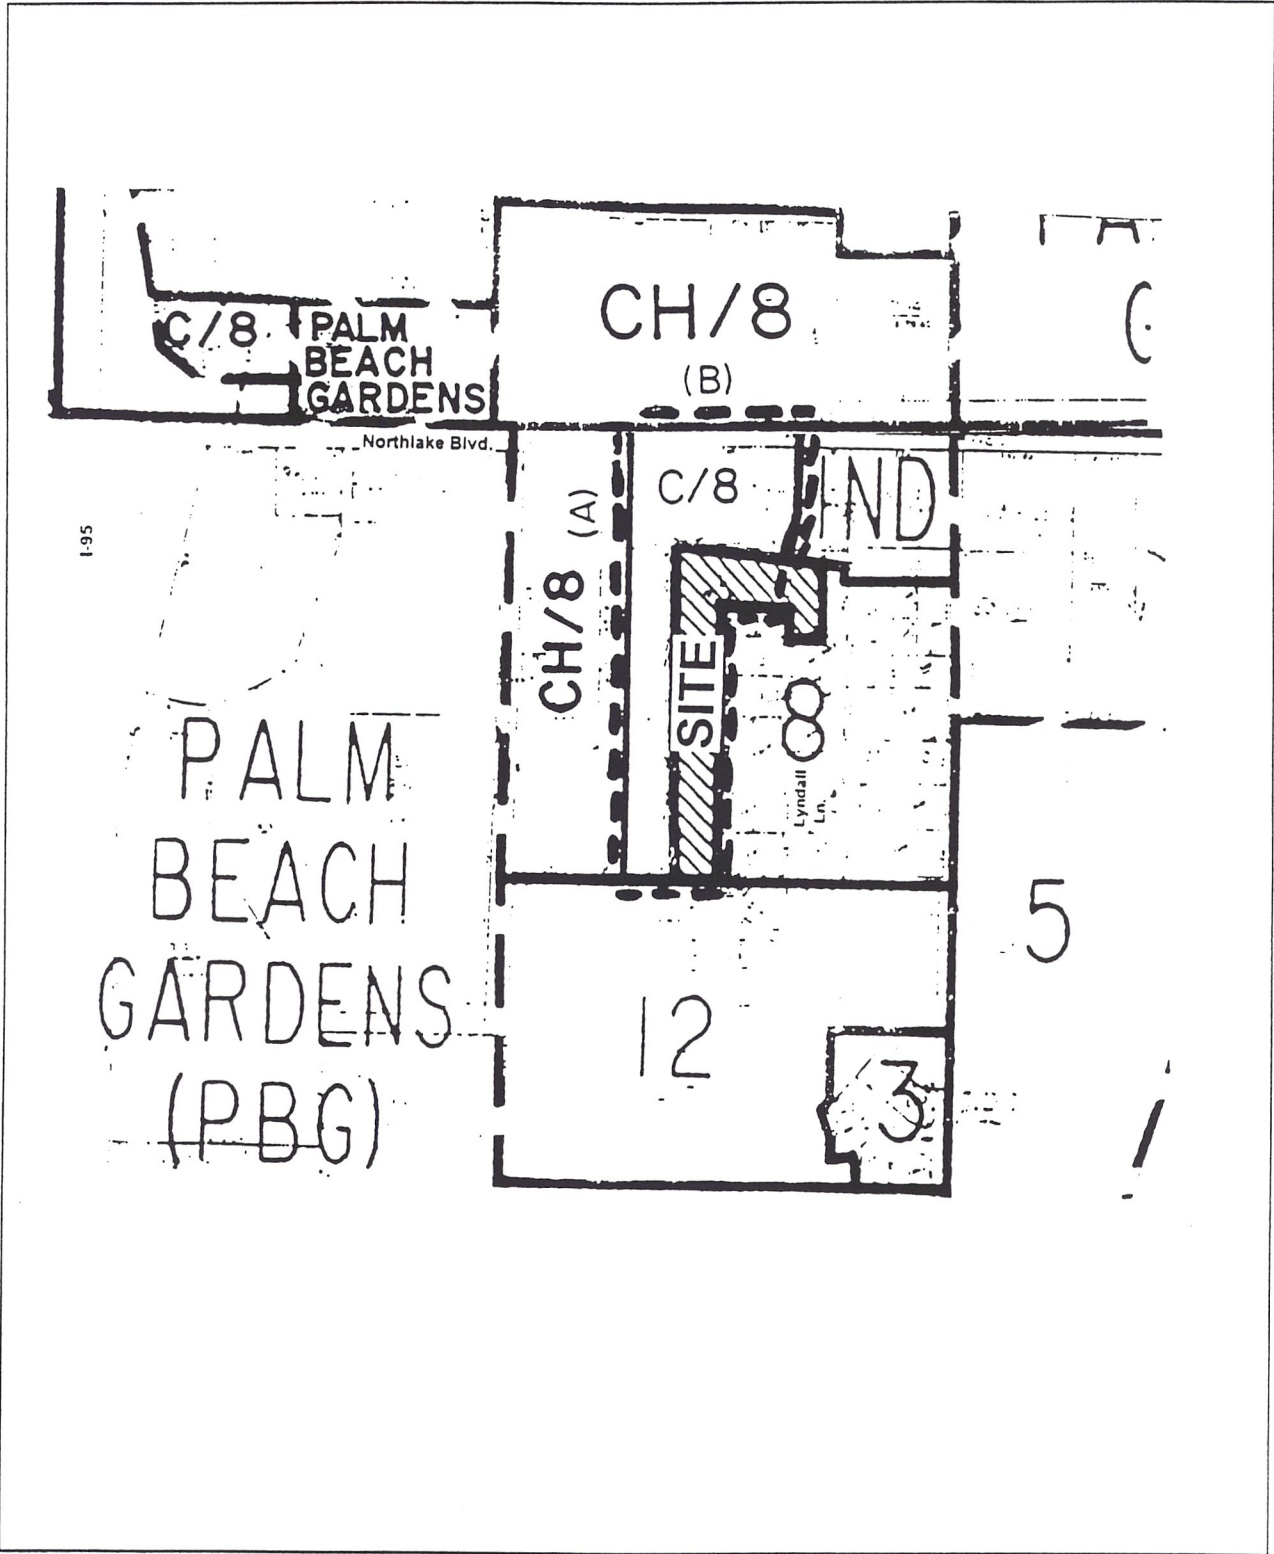 CH/8
(B)
C/8
PALM
BEACH
GARDENS
Northlake Blvd.
I-95
C/8
IND
(A)
CH/8
SITE
8
Lyndall
Ln.
PALM
BEACH
GARDENS
(PBG)
5
12
3